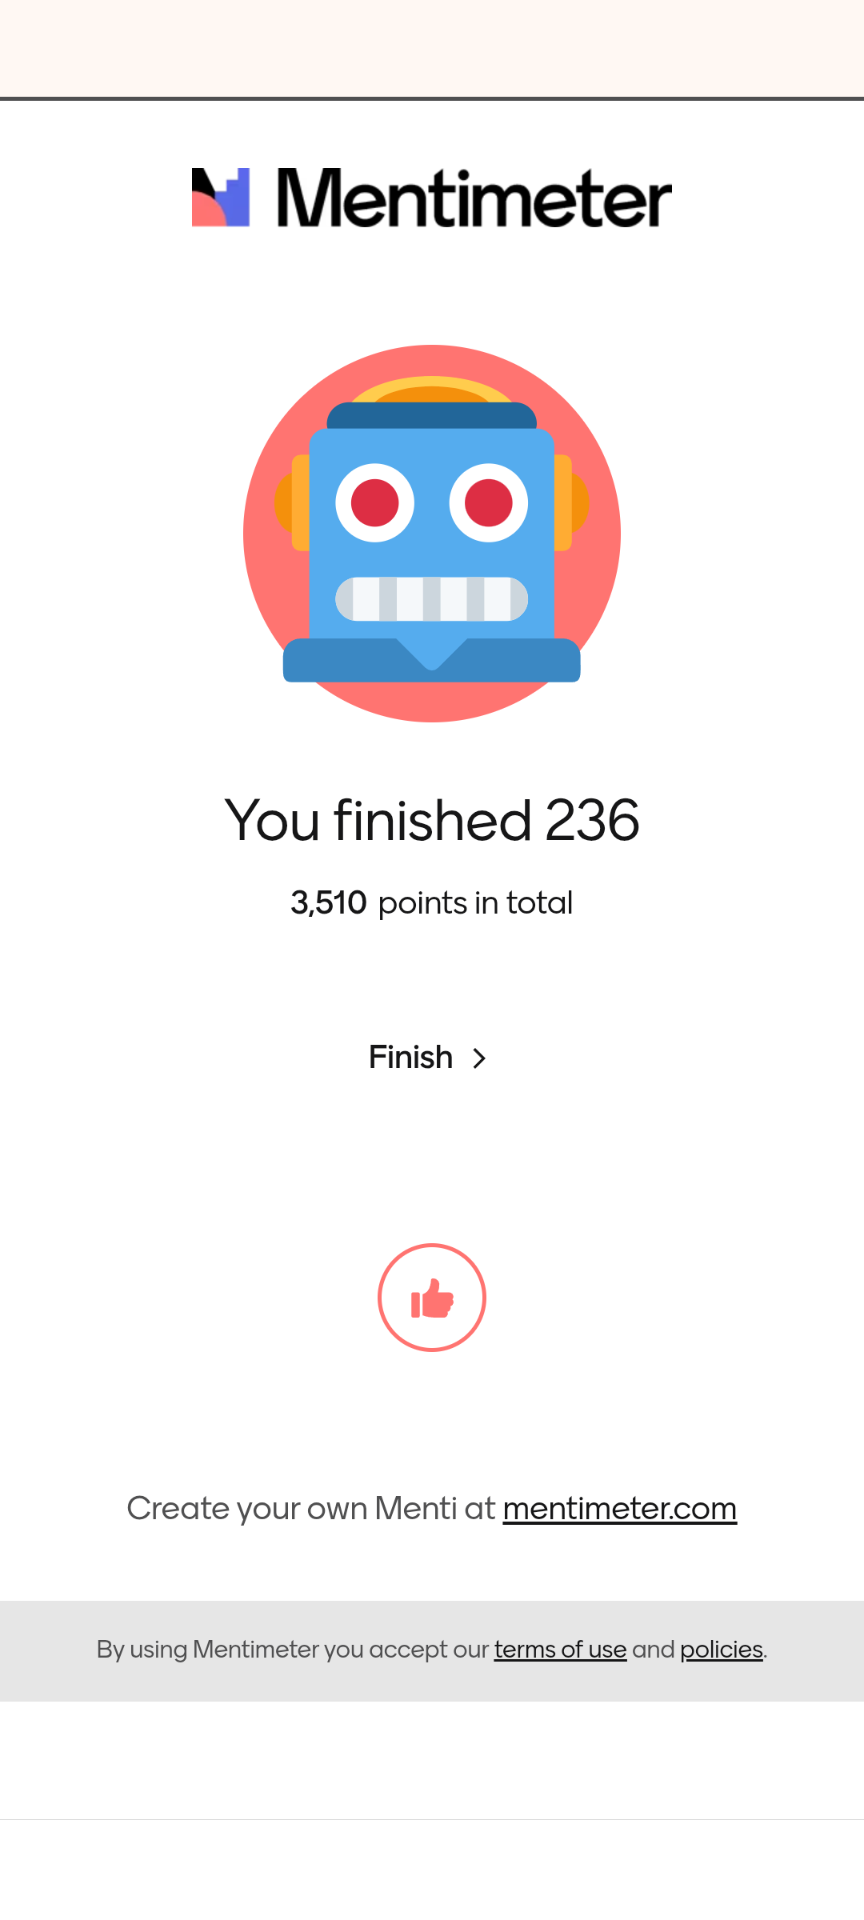 Mentimeter
You finished 236
3,510 points in total
Finish
Create your own Menti at mentimeter.com
By using Mentimeter you accept our terms of use and policies.